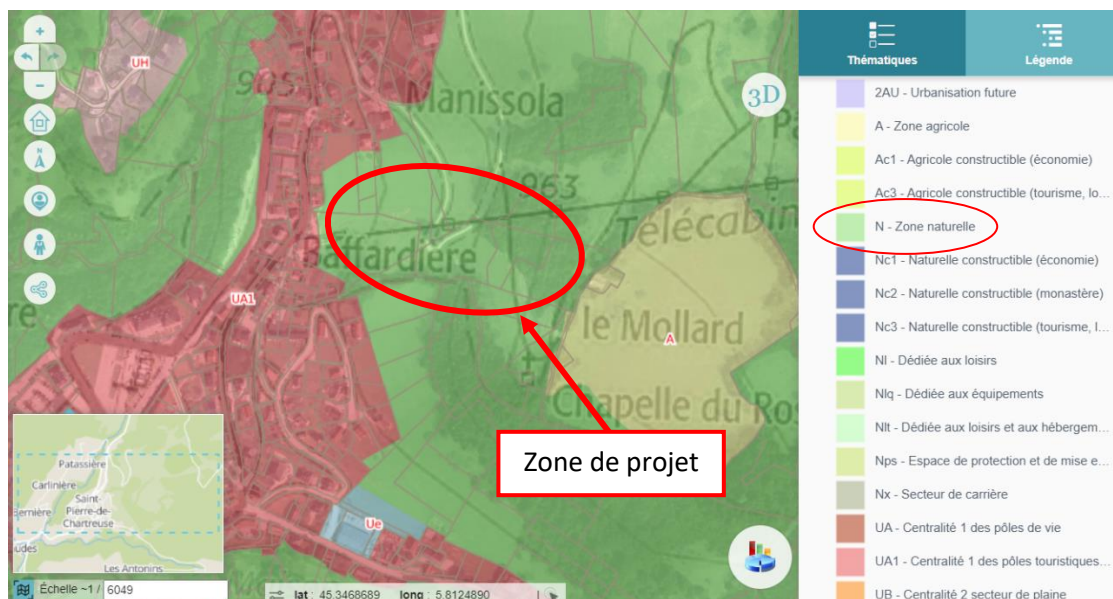 Thématiques
Légende
UH
905
Manissola
3D
963
Télécabin
Baffardière
UA1
le Mollard
A
Chapelle du Ros
Zone de projet
Ue
Patassière
Carlinière
Saint-
Pierre-de-
Chartreuse
Les Antonins
Échelle ~1 / 6049
lat : 45.3468689 long : 5.8124890
2AU - Urbanisation future
A - Zone agricole
Ac1 - Agricole constructible (économie)
Ac3 - Agricole constructible (tourisme, lo...
N - Zone naturelle
Nc1 - Naturelle constructible (économie)
Nc2 - Naturelle constructible (monastère)
Nc3 - Naturelle constructible (tourisme, l...
Nl - Dédiée aux loisirs
Nlq - Dédiée aux équipements
Nlt - Dédiée aux loisirs et aux hébergem...
Nps - Espace de protection et de mise e...
Nx - Secteur de carrière
UA - Centralité 1 des pôles de vie
UA1 - Centralité 1 des pôles touristiques...
UB - Centralité 2 secteur de plaine